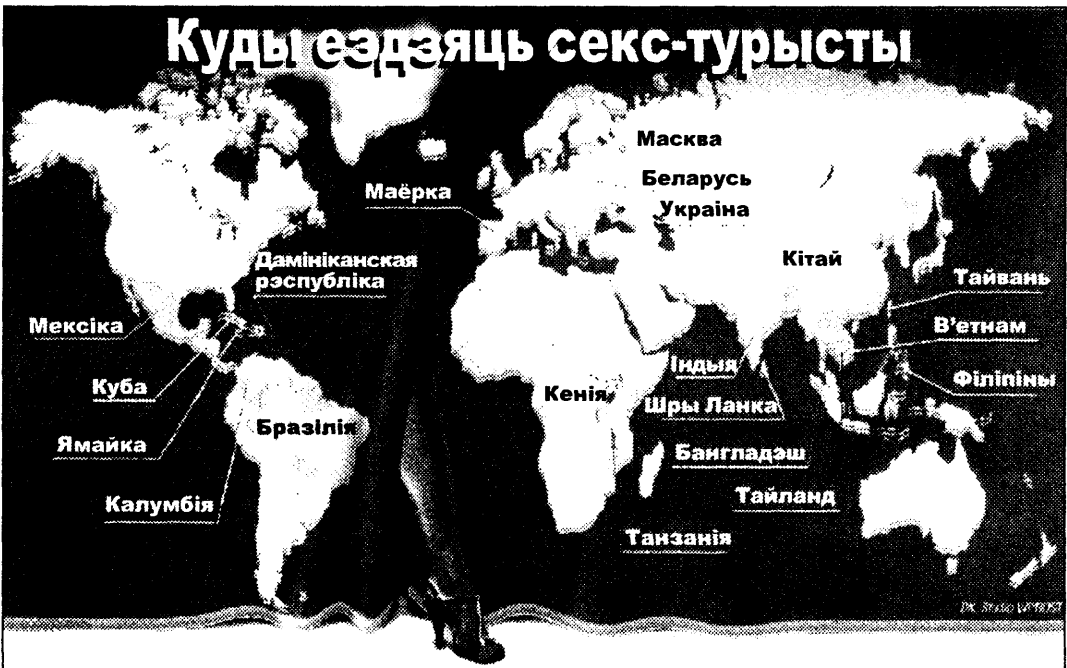 Куды ездзяць секс-турысты
Масква
Беларусь
Маёрка
Украіна
Дамініканская
рэспубліка
Кітай
Тайвань
Мексіка
В'етнам
Індыя
Філіпіны
Куба
Кенія
Шры Ланка
Бразілія
Ямайка
Бангладэш
Калумбія
Тайланд
Танзанія
WPROST